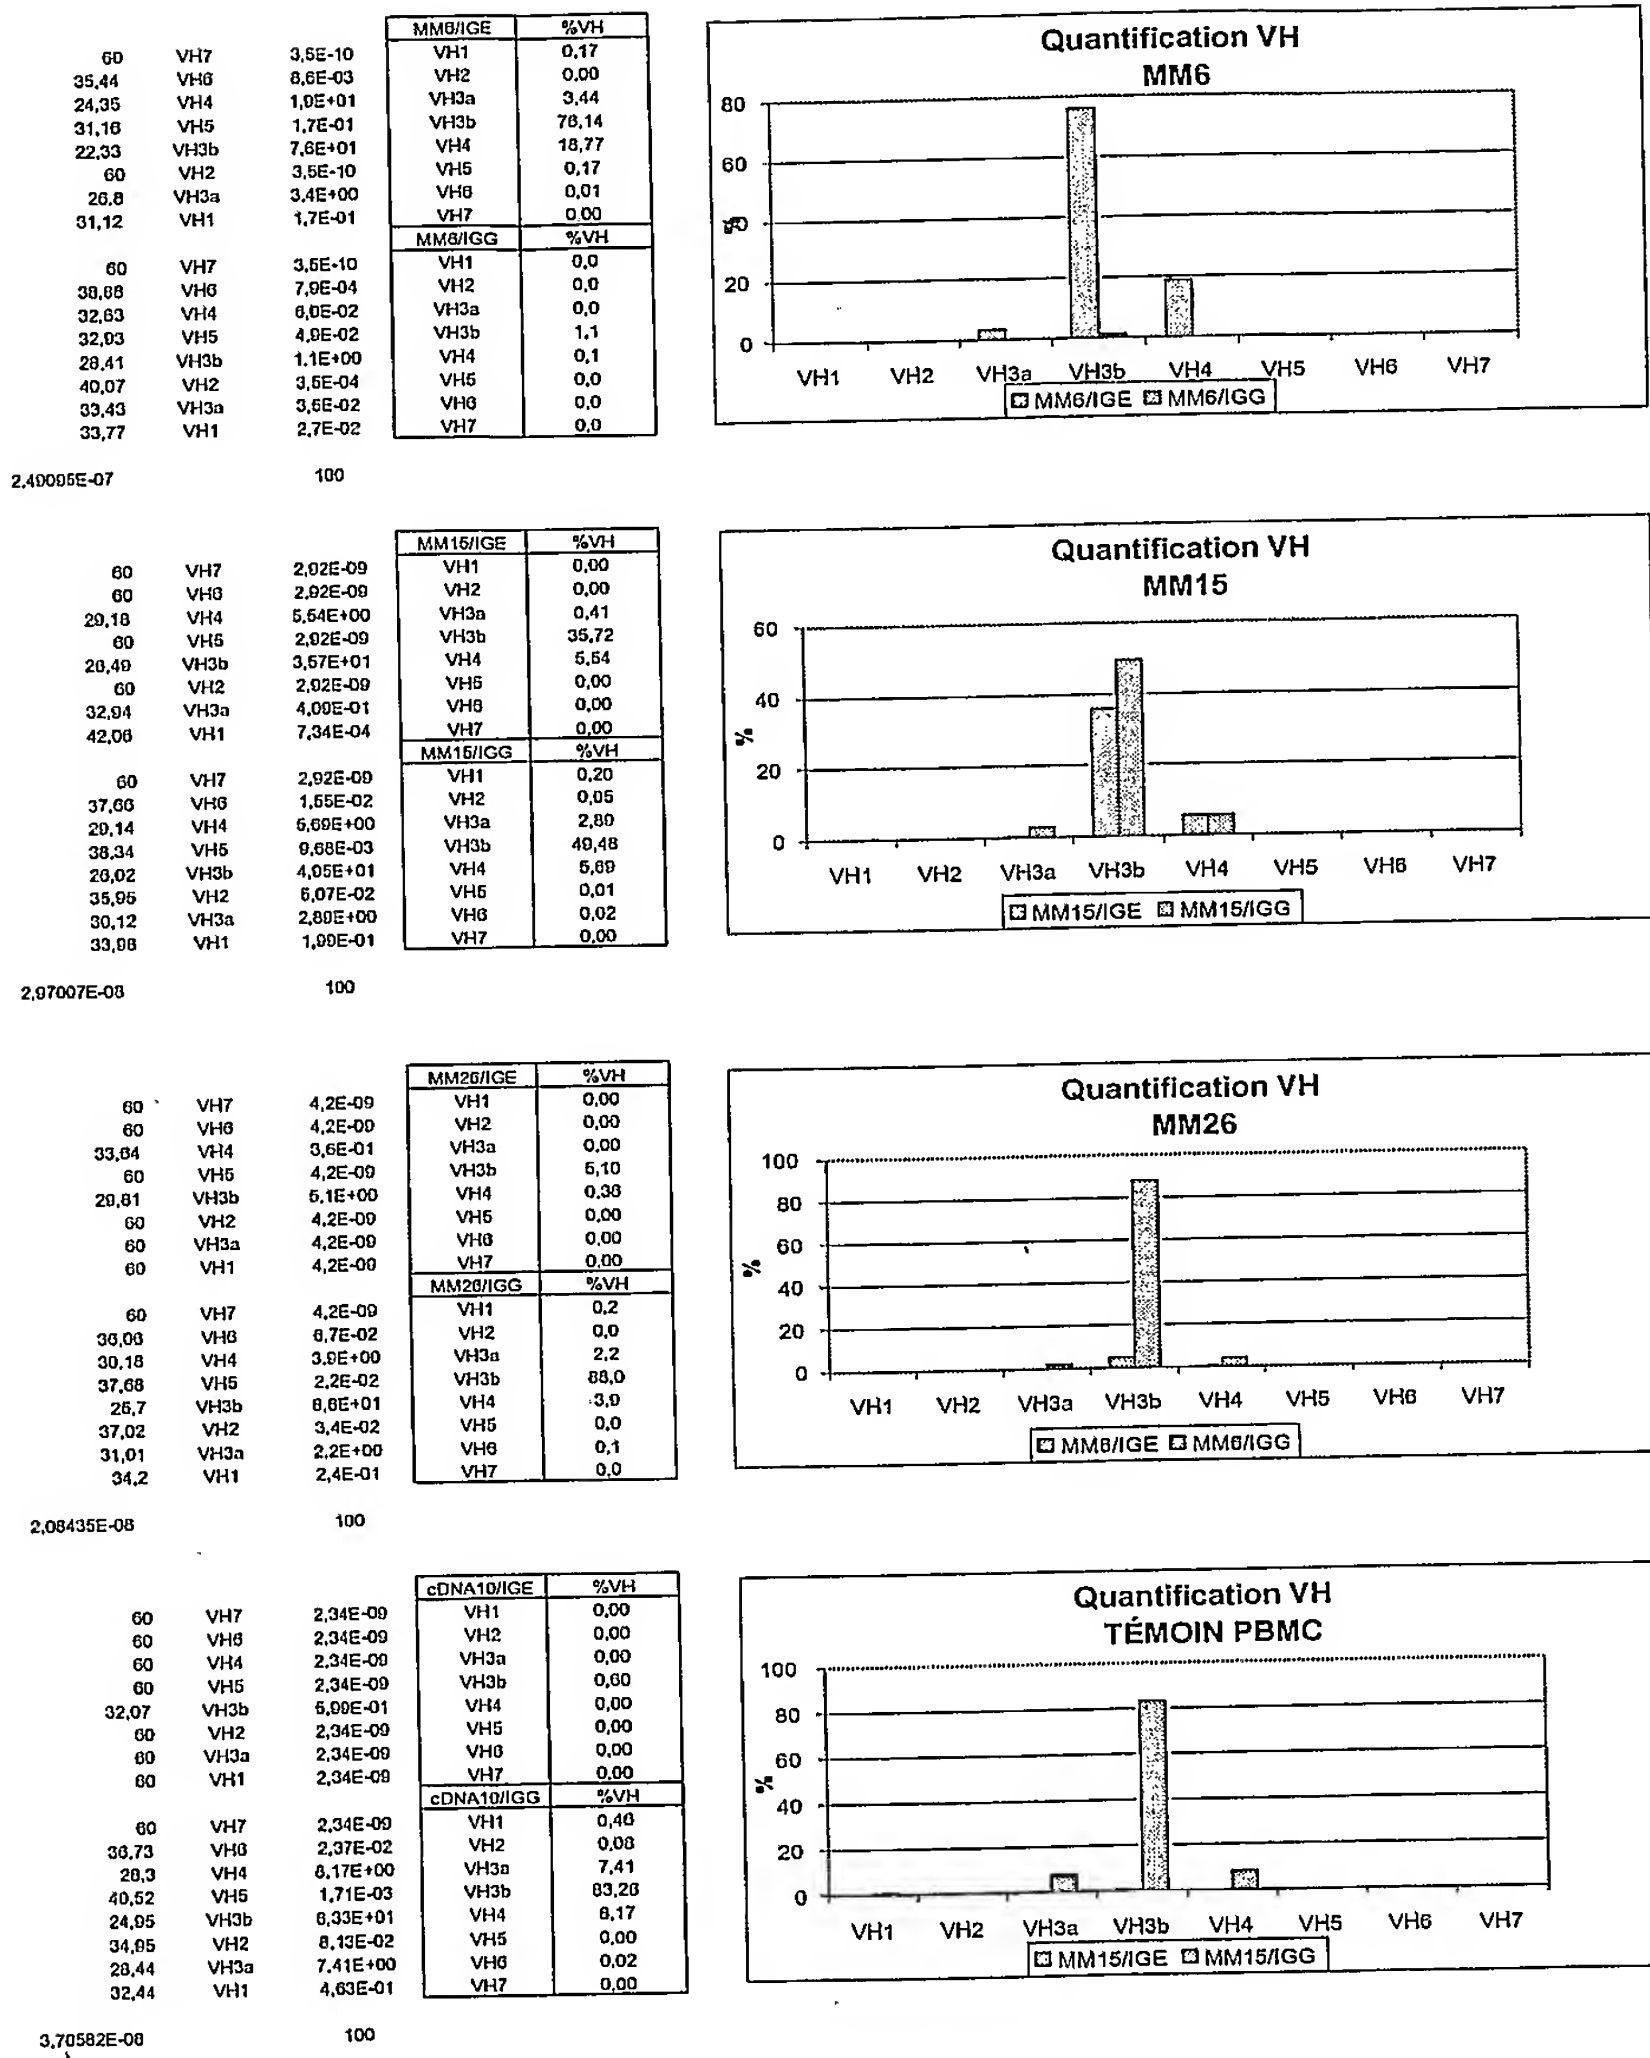 MM6/IGE %VH
60 VH7 3,5E-10 VH1 0,17
35,44 VH6 8,6E-03 VH2 0,00
24,35 VH4 1,9E+01 VH3a 3,44
31,16 VH5 1,7E-01 VH3b 76,14
22,33 VH3b 7,6E+01 VH4 18,77
60 VH2 3,5E-10 VH5 0,17
26,8 VH3a 3,4E+00 VH6 0,01
31,12 VH1 1,7E-01 VH7 0,00
MM6/IGG %VH
60 VH7 3,5E-10 VH1 0,0
38,88 VH6 7,9E-04 VH2 0,0
32,63 VH4 6,0E-02 VH3a 0,0
32,93 VH5 4,9E-02 VH3b 1,1
28,41 VH3b 1,1E+00 VH4 0,1
40,07 VH2 3,5E-04 VH5 0,0
33,43 VH3a 3,5E-02 VH6 0,0
33,77 VH1 2,7E-02 VH7 0,0
100
Quantification VH
MM6
80
60
40
20
0
VH1 VH2 VH3a VH3b VH4 VH5 VH6 VH7
MM6/IGE MM6/IGG
MM15/IGE %VH
60 VH7 2,92E-09 VH1 0,00
60 VH6 2,92E-09 VH2 0,00
29,18 VH4 5,54E+00 VH3a 0,41
60 VH5 2,92E-09 VH3b 35,72
26,49 VH3b 3,57E+01 VH4 5,54
60 VH2 2,92E-09 VH5 0,00
32,94 VH3a 4,09E-01 VH6 0,00
42,06 VH1 7,34E-04 VH7 0,00
MM15/IGG %VH
60 VH7 2,92E-09 VH1 0,20
37,66 VH6 1,55E-02 VH2 0,05
29,14 VH4 5,69E+00 VH3a 2,89
38,34 VH5 9,68E-03 VH3b 49,48
26,02 VH3b 4,95E+01 VH4 5,69
35,95 VH2 5,07E-02 VH5 0,01
30,12 VH3a 2,89E+00 VH6 0,02
33,98 VH1 1,99E-01 VH7 0,00
2,97007E-08 100
Quantification VH
MM15
60
40
%
20
0
VH1 VH2 VH3a VH3b VH4 VH5 VH6 VH7
MM15/IGE MM15/IGG
MM26/IGE %VH
60 VH7 4,2E-09 VH1 0,00
60 VH6 4,2E-09 VH2 0,00
33,64 VH4 3,6E-01 VH3a 0,00
60 VH5 4,2E-09 VH3b 5,10
29,81 VH3b 5,1E+00 VH4 0,36
60 VH2 4,2E-09 VH5 0,00
60 VH3a 4,2E-09 VH6 0,00
60 VH1 4,2E-09 VH7 0,00
MM26/IGG %VH
60 VH7 4,2E-09 VH1 0,2
36,06 VH6 6,7E-02 VH2 0,0
30,18 VH4 3,9E+00 VH3a 2,2
37,68 VH5 2,2E-02 VH3b 88,0
25,7 VH3b 8,8E+01 VH4 3,9
37,02 VH2 3,4E-02 VH5 0,0
31,01 VH3a 2,2E+00 VH6 0,1
34,2 VH1 2,4E-01 VH7 0,0
2,08435E-08 100
Quantification VH
MM26
100
80
60
%
40
20
0
VH1 VH2 VH3a VH3b VH4 VH5 VH6 VH7
MM6/IGE MM6/IGG
cDNA10/IGE %VH
60 VH7 2,34E-09 VH1 0,00
60 VH6 2,34E-09 VH2 0,00
60 VH4 2,34E-09 VH3a 0,00
60 VH5 2,34E-09 VH3b 0,60
32,07 VH3b 5,99E-01 VH4 0,00
60 VH2 2,34E-09 VH5 0,00
60 VH3a 2,34E-09 VH6 0,00
60 VH1 2,34E-09 VH7 0,00
cDNA10/IGG %VH
60 VH7 2,34E-09 VH1 0,46
36,73 VH6 2,37E-02 VH2 0,08
28,3 VH4 8,17E+00 VH3a 7,41
40,52 VH5 1,71E-03 VH3b 83,26
24,95 VH3b 8,33E+01 VH4 8,17
34,95 VH2 8,13E-02 VH5 0,00
28,44 VH3a 7,41E+00 VH6 0,02
32,44 VH1 4,63E-01 VH7 0,00
3,70582E-08 100
Quantification VH
TÉMOIN PBMC
100
80
60
%
40
20
0
VH1 VH2 VH3a VH3b VH4 VH5 VH6 VH7
MM15/IGE MM15/IGG